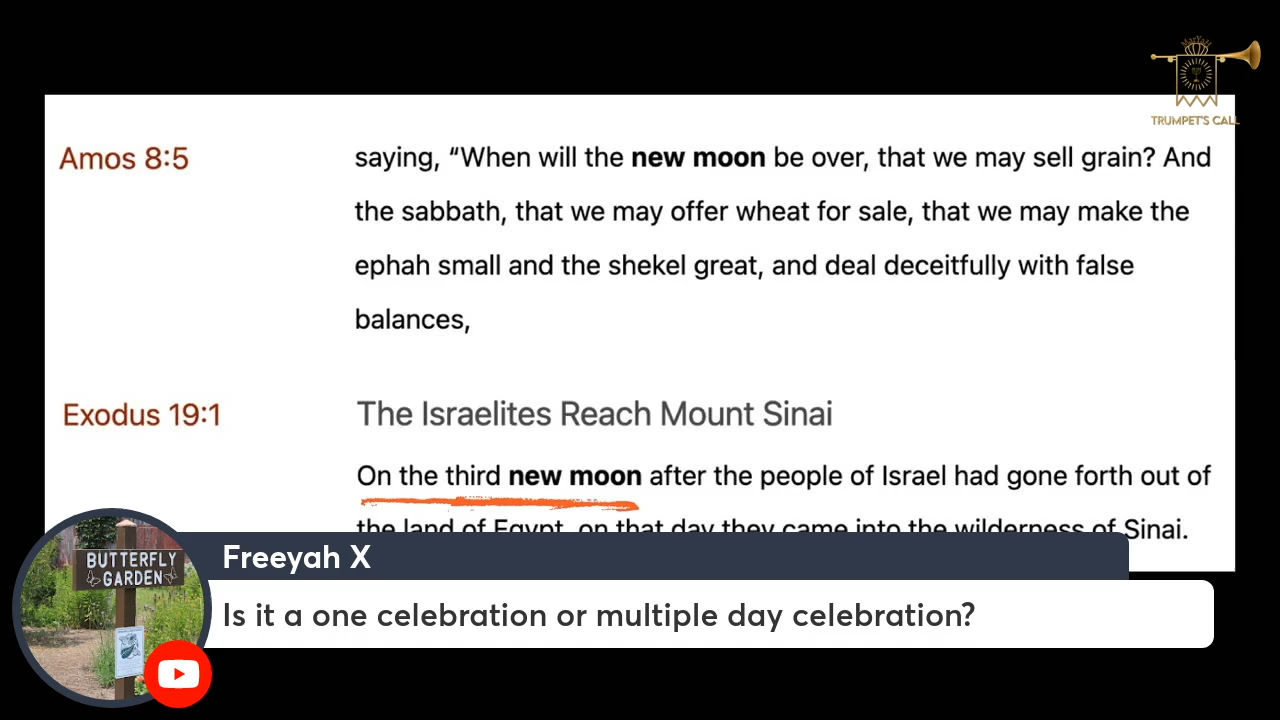 TRUMPET'S CALL
Amos 8:5
saying, “When will the new moon be over, that we may sell grain? And
the sabbath, that we may offer wheat for sale, that we may make the
ephah small and the shekel great, and deal deceitfully with false
balances,
Exodus 19:1
The Israelites Reach Mount Sinai
On the third new moon after the people of Israel had gone forth out of
the land of Egypt, on that day they came into the wilderness of Sinai.
BUTTERFLY
GARDEN
Freeyah X
Is it a one celebration or multiple day celebration?